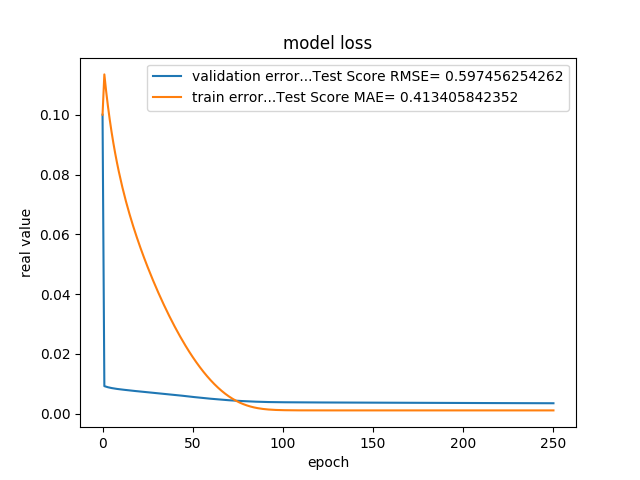 model loss
validation error...Test Score RMSE= 0.597456254262
train error...Test Score MAE= 0.413405842352
real value
0.10
0.08
0.06
0.04
0.02
0.00
0 50 100 150 200 250
epoch